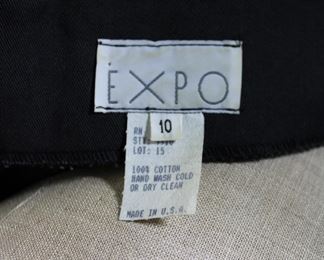 EXPO
RN
10
LOT: 15
100% COTTON
HAND WASH COLD
OR DRY CLEAN
MADE IN U.S.A.